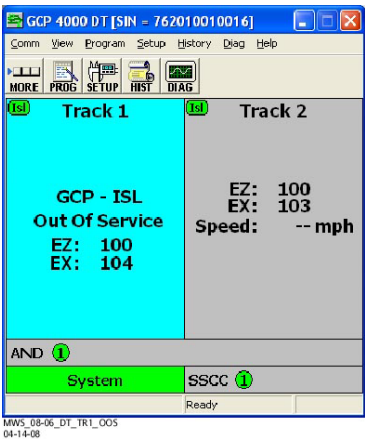 GCP 4000 DT [SIN = 762010010016]
Comm View Program Setup History Diag Help
MORE PROG SETUP HIST DIAG
Isl Track 1
Isl Track 2
GCP - ISL
Out Of Service
EZ: 100
EX: 104
EZ: 100
EX: 103
Speed: -- mph
AND 1
System
SSCC 1
Ready
MWS_08-06_DT_TR1_OOS
04-14-08